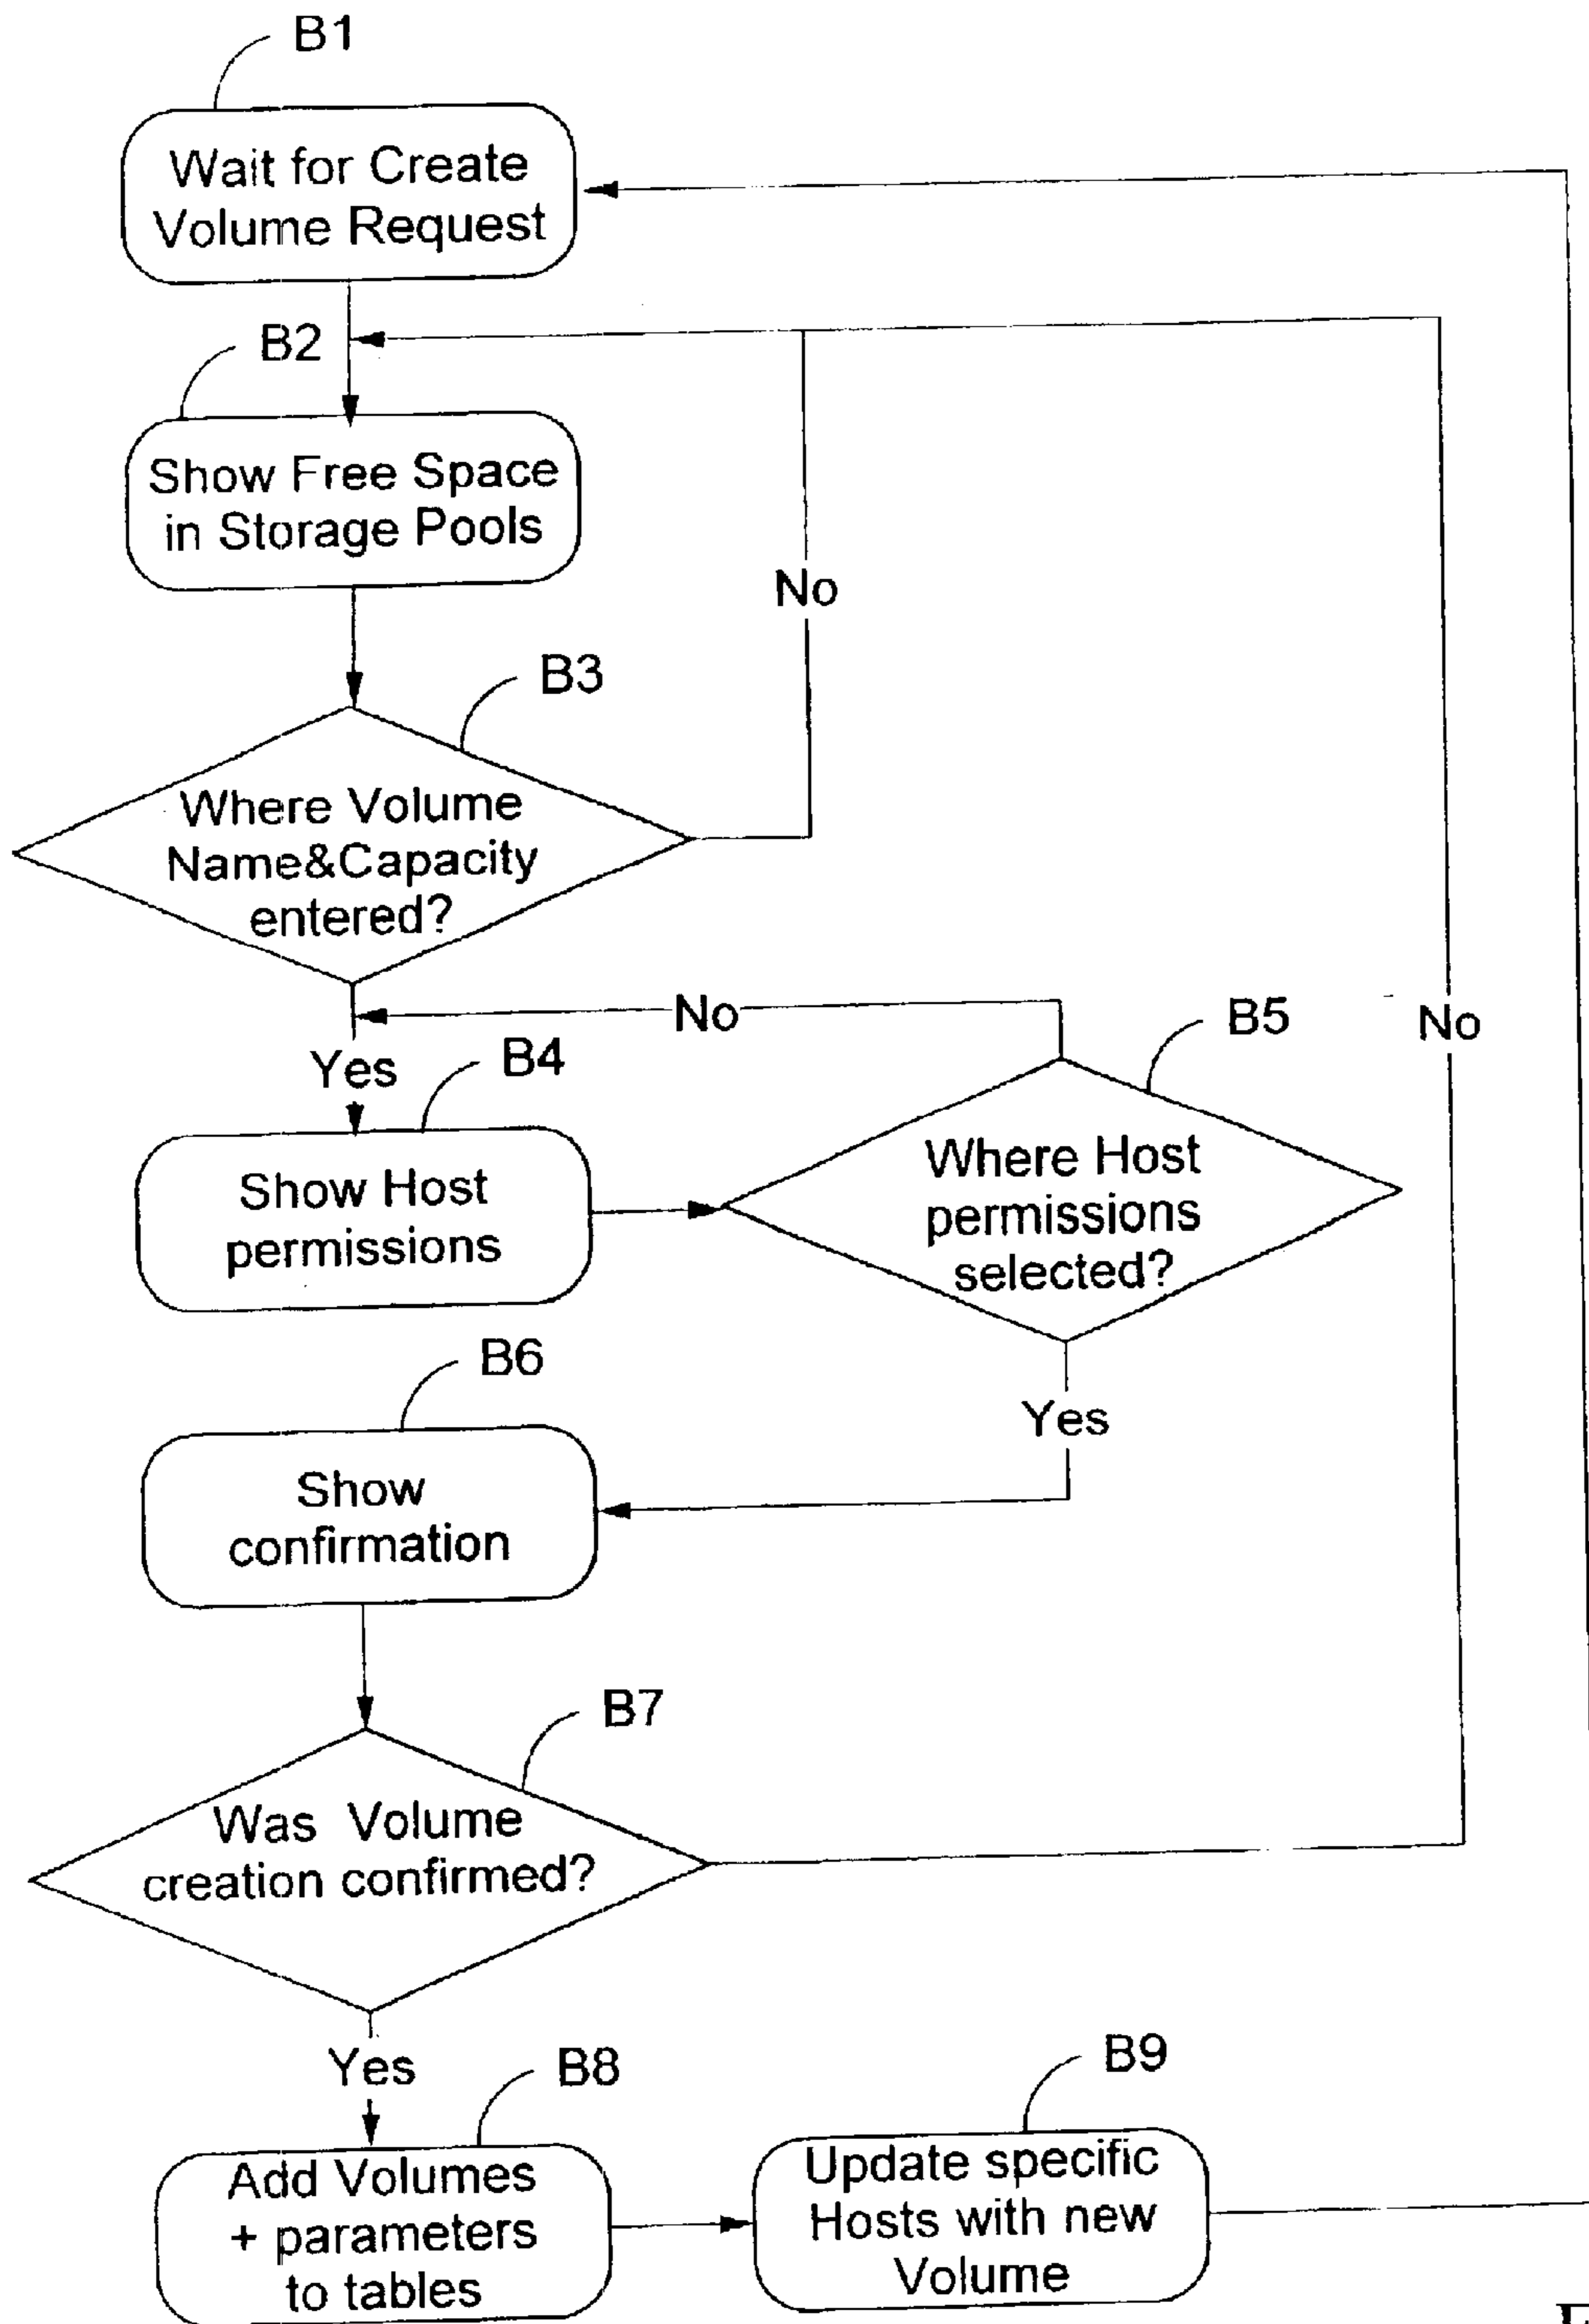 B1
Wait for Create
Volume Request
B2
Show Free Space
in Storage Pools
No
B3
Where Volume
Name&Capacity
entered?
No
B5
No
Yes
B4
Show Host
permissions
Where Host
permissions
selected?
B6
Yes
Show
confirmation
B7
Was Volume
creation confirmed?
Yes
B8
B9
Add Volumes
+ parameters
to tables
Update specific
Hosts with new
Volume